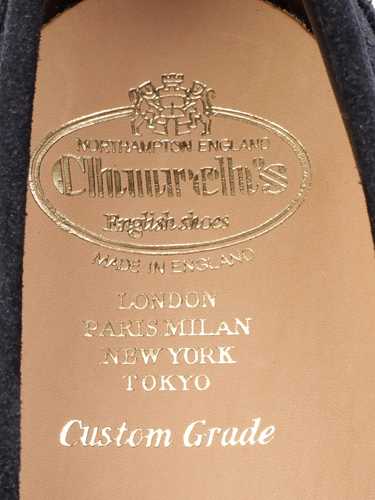 NORTHAMPTON ENGLAND
Church's
English shoes
MADE IN ENGLAND
LONDON
PARIS MILAN
NEW YORK
TOKYO
Custom Grade